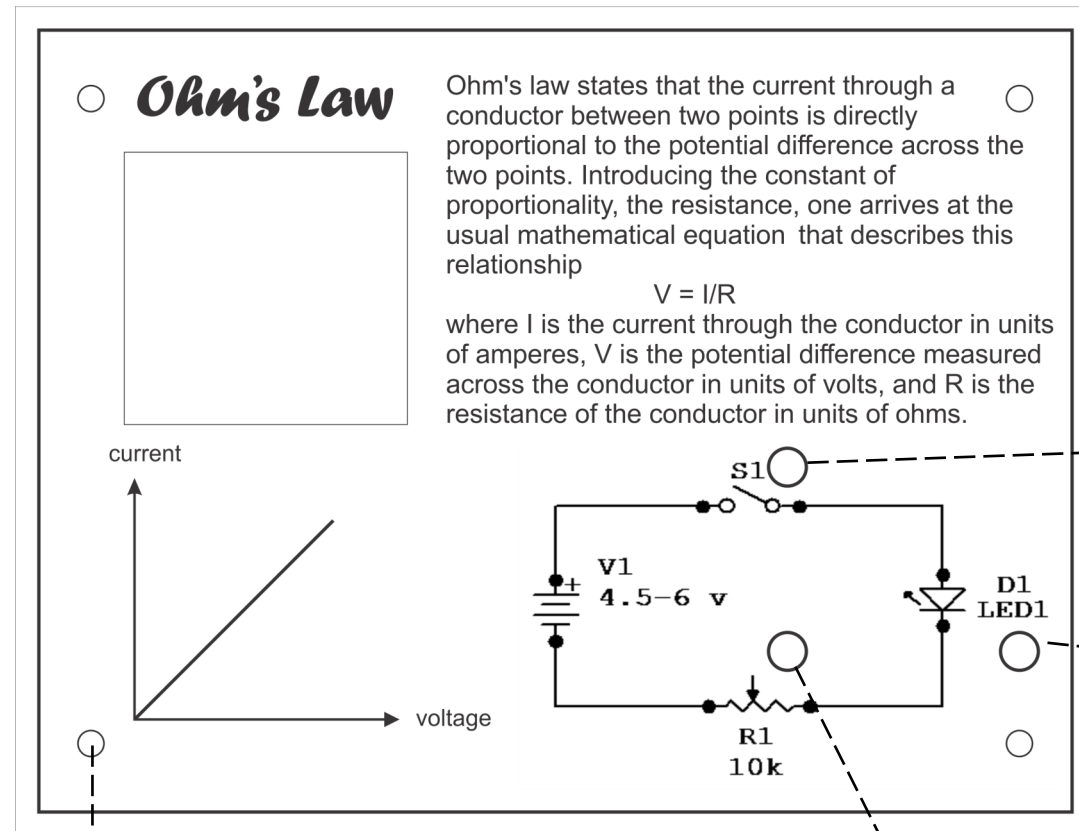 Ohm's Law
Ohm's law states that the current through a
conductor between two points is directly
proportional to the potential difference across the
two points. Introducing the constant of
proportionality, the resistance, one arrives at the
usual mathematical equation that describes this
relationship
V = I/R
where I is the current through the conductor in units
of amperes, V is the potential difference measured
across the conductor in units of volts, and R is the
resistance of the conductor in units of ohms.
current
voltage
S1
V1
+
4.5-6 v
D1
LED1
R1
10k